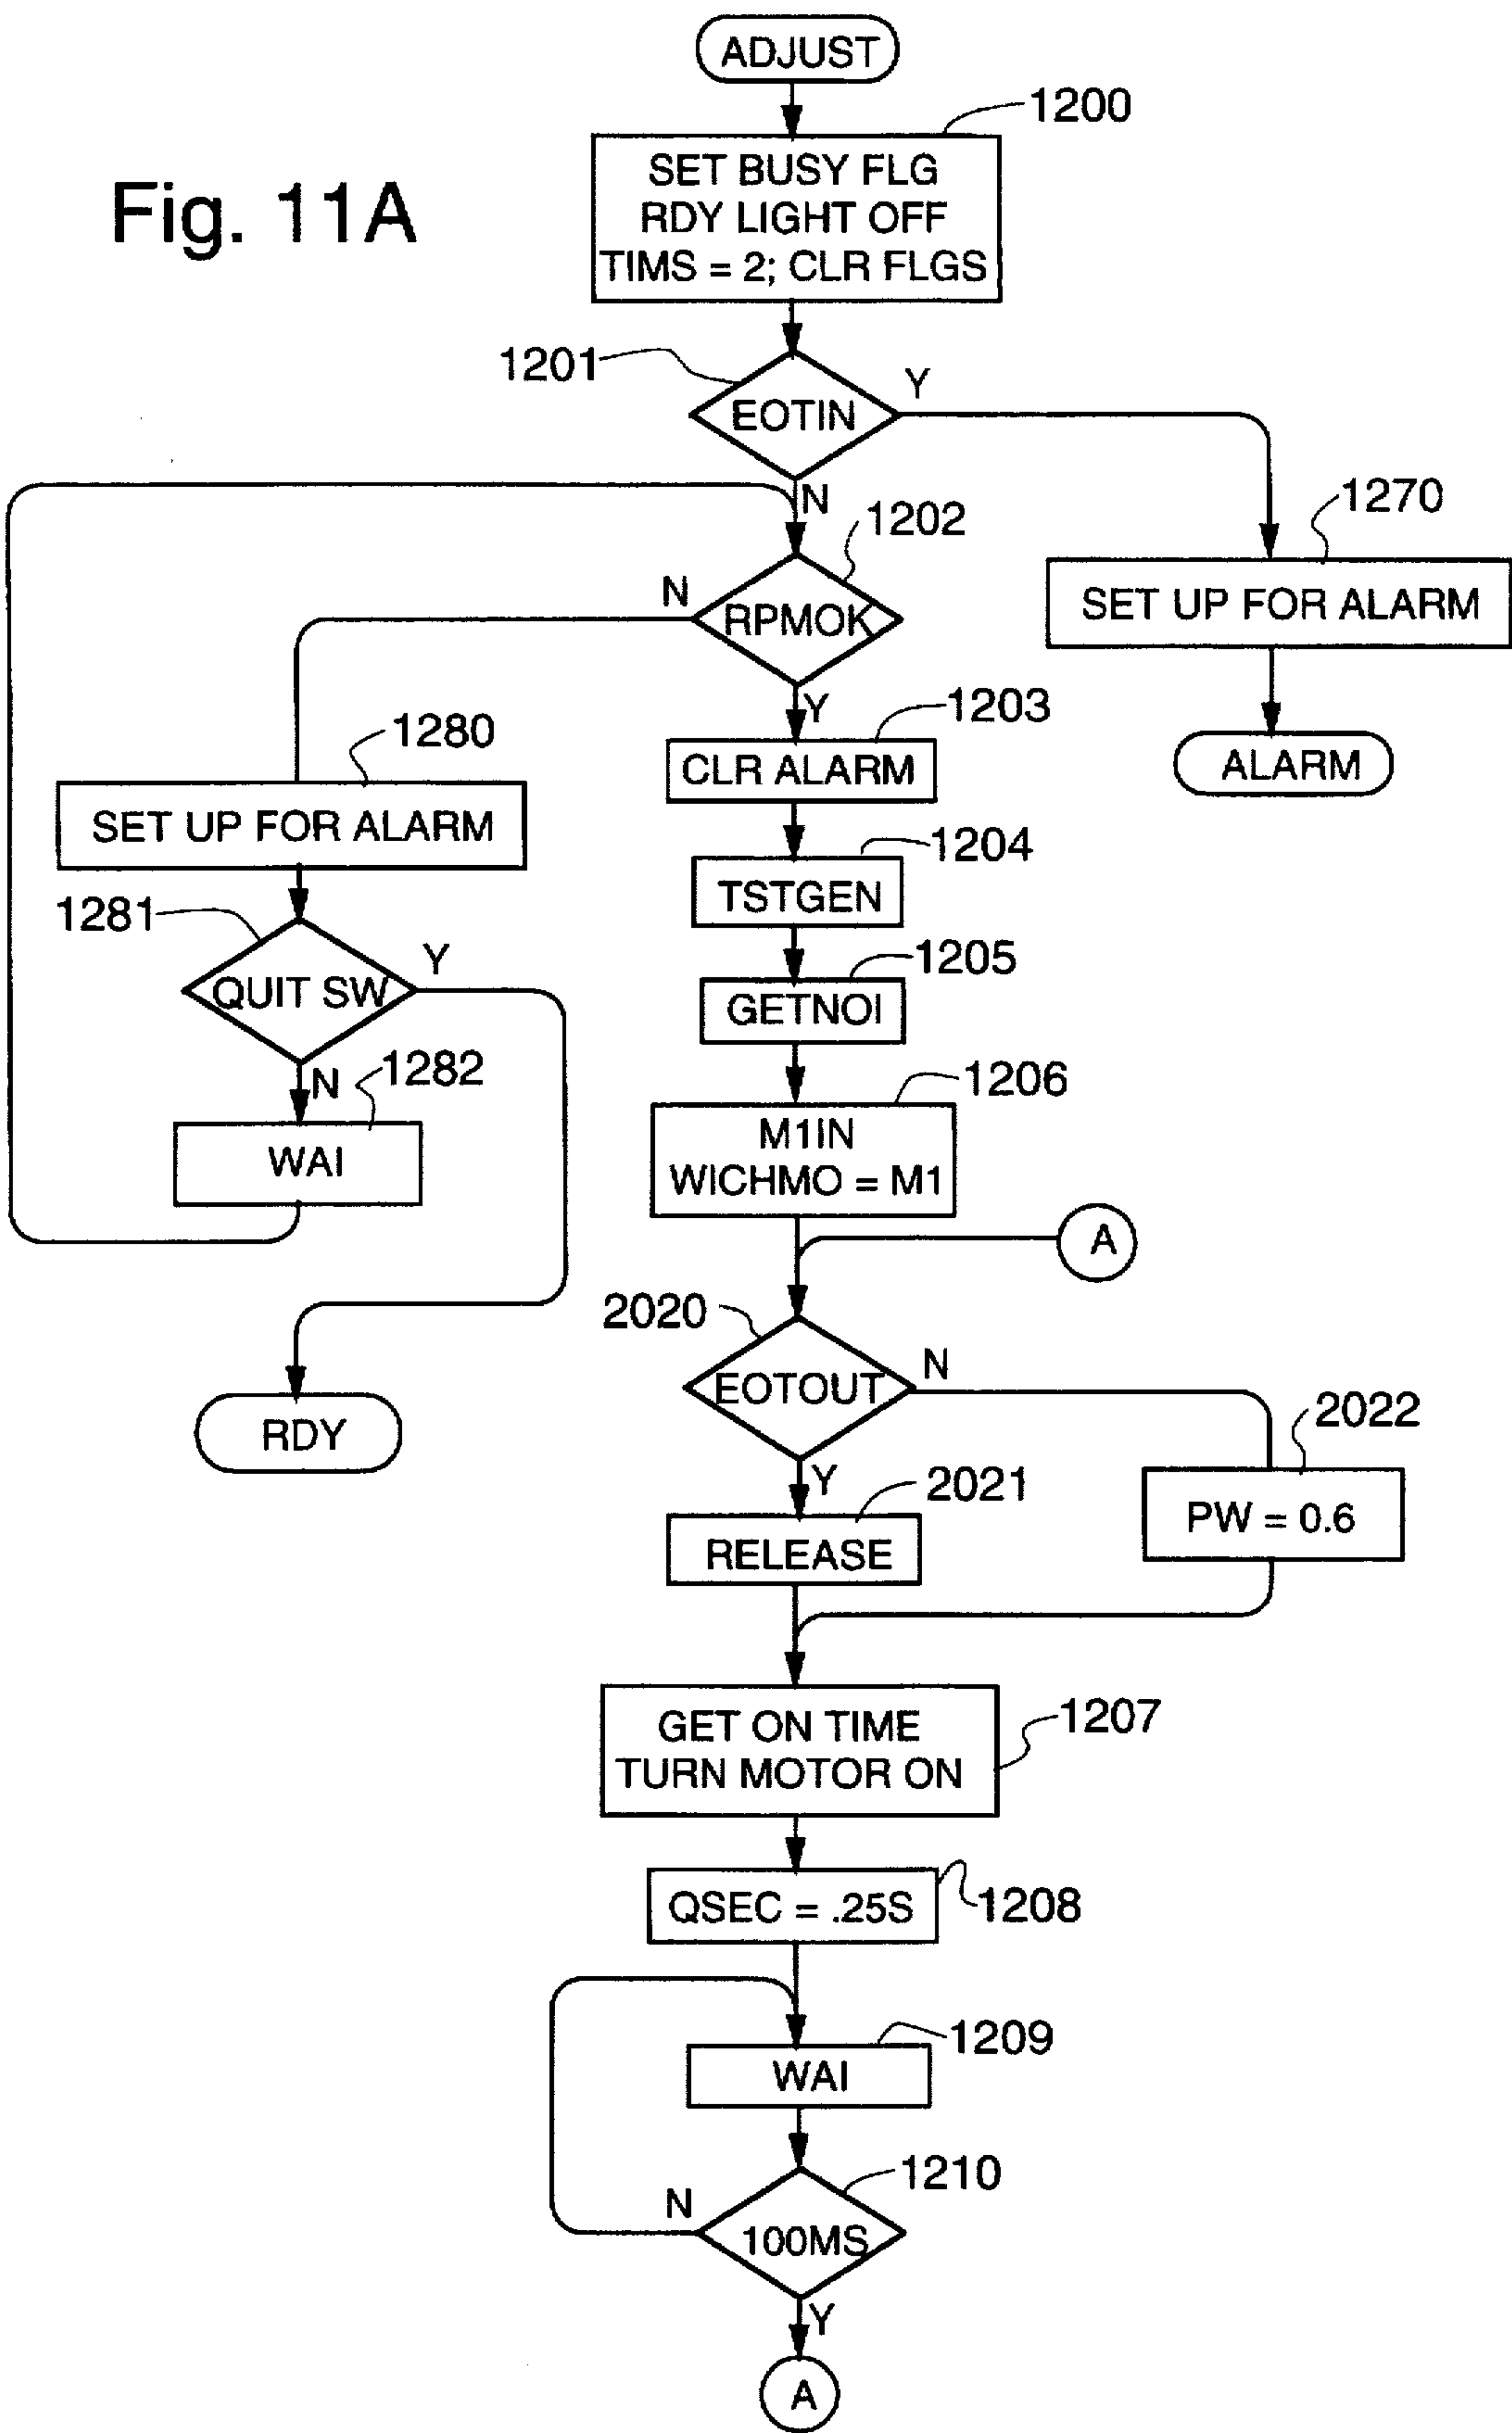 ADJUST
1200
Fig. 11A
SET BUSY FLG
RDY LIGHT OFF
TIMS = 2; CLR FLGS
1201
EOTIN
Y
N
1270
1202
N
RPMOK
SET UP FOR ALARM
Y
1203
1280
CLR ALARM
ALARM
SET UP FOR ALARM
1204
TSTGEN
1281
QUIT SW
Y
1205
GETNOI
N
1282
1206
WAI
M1IN
WICHMO = M1
A
2020
EOTOUT
N
2022
RDY
Y
2021
PW = 0.6
RELEASE
GET ON TIME
TURN MOTOR ON
1207
QSEC = .25S
1208
1209
WAI
1210
N
100MS
Y
A